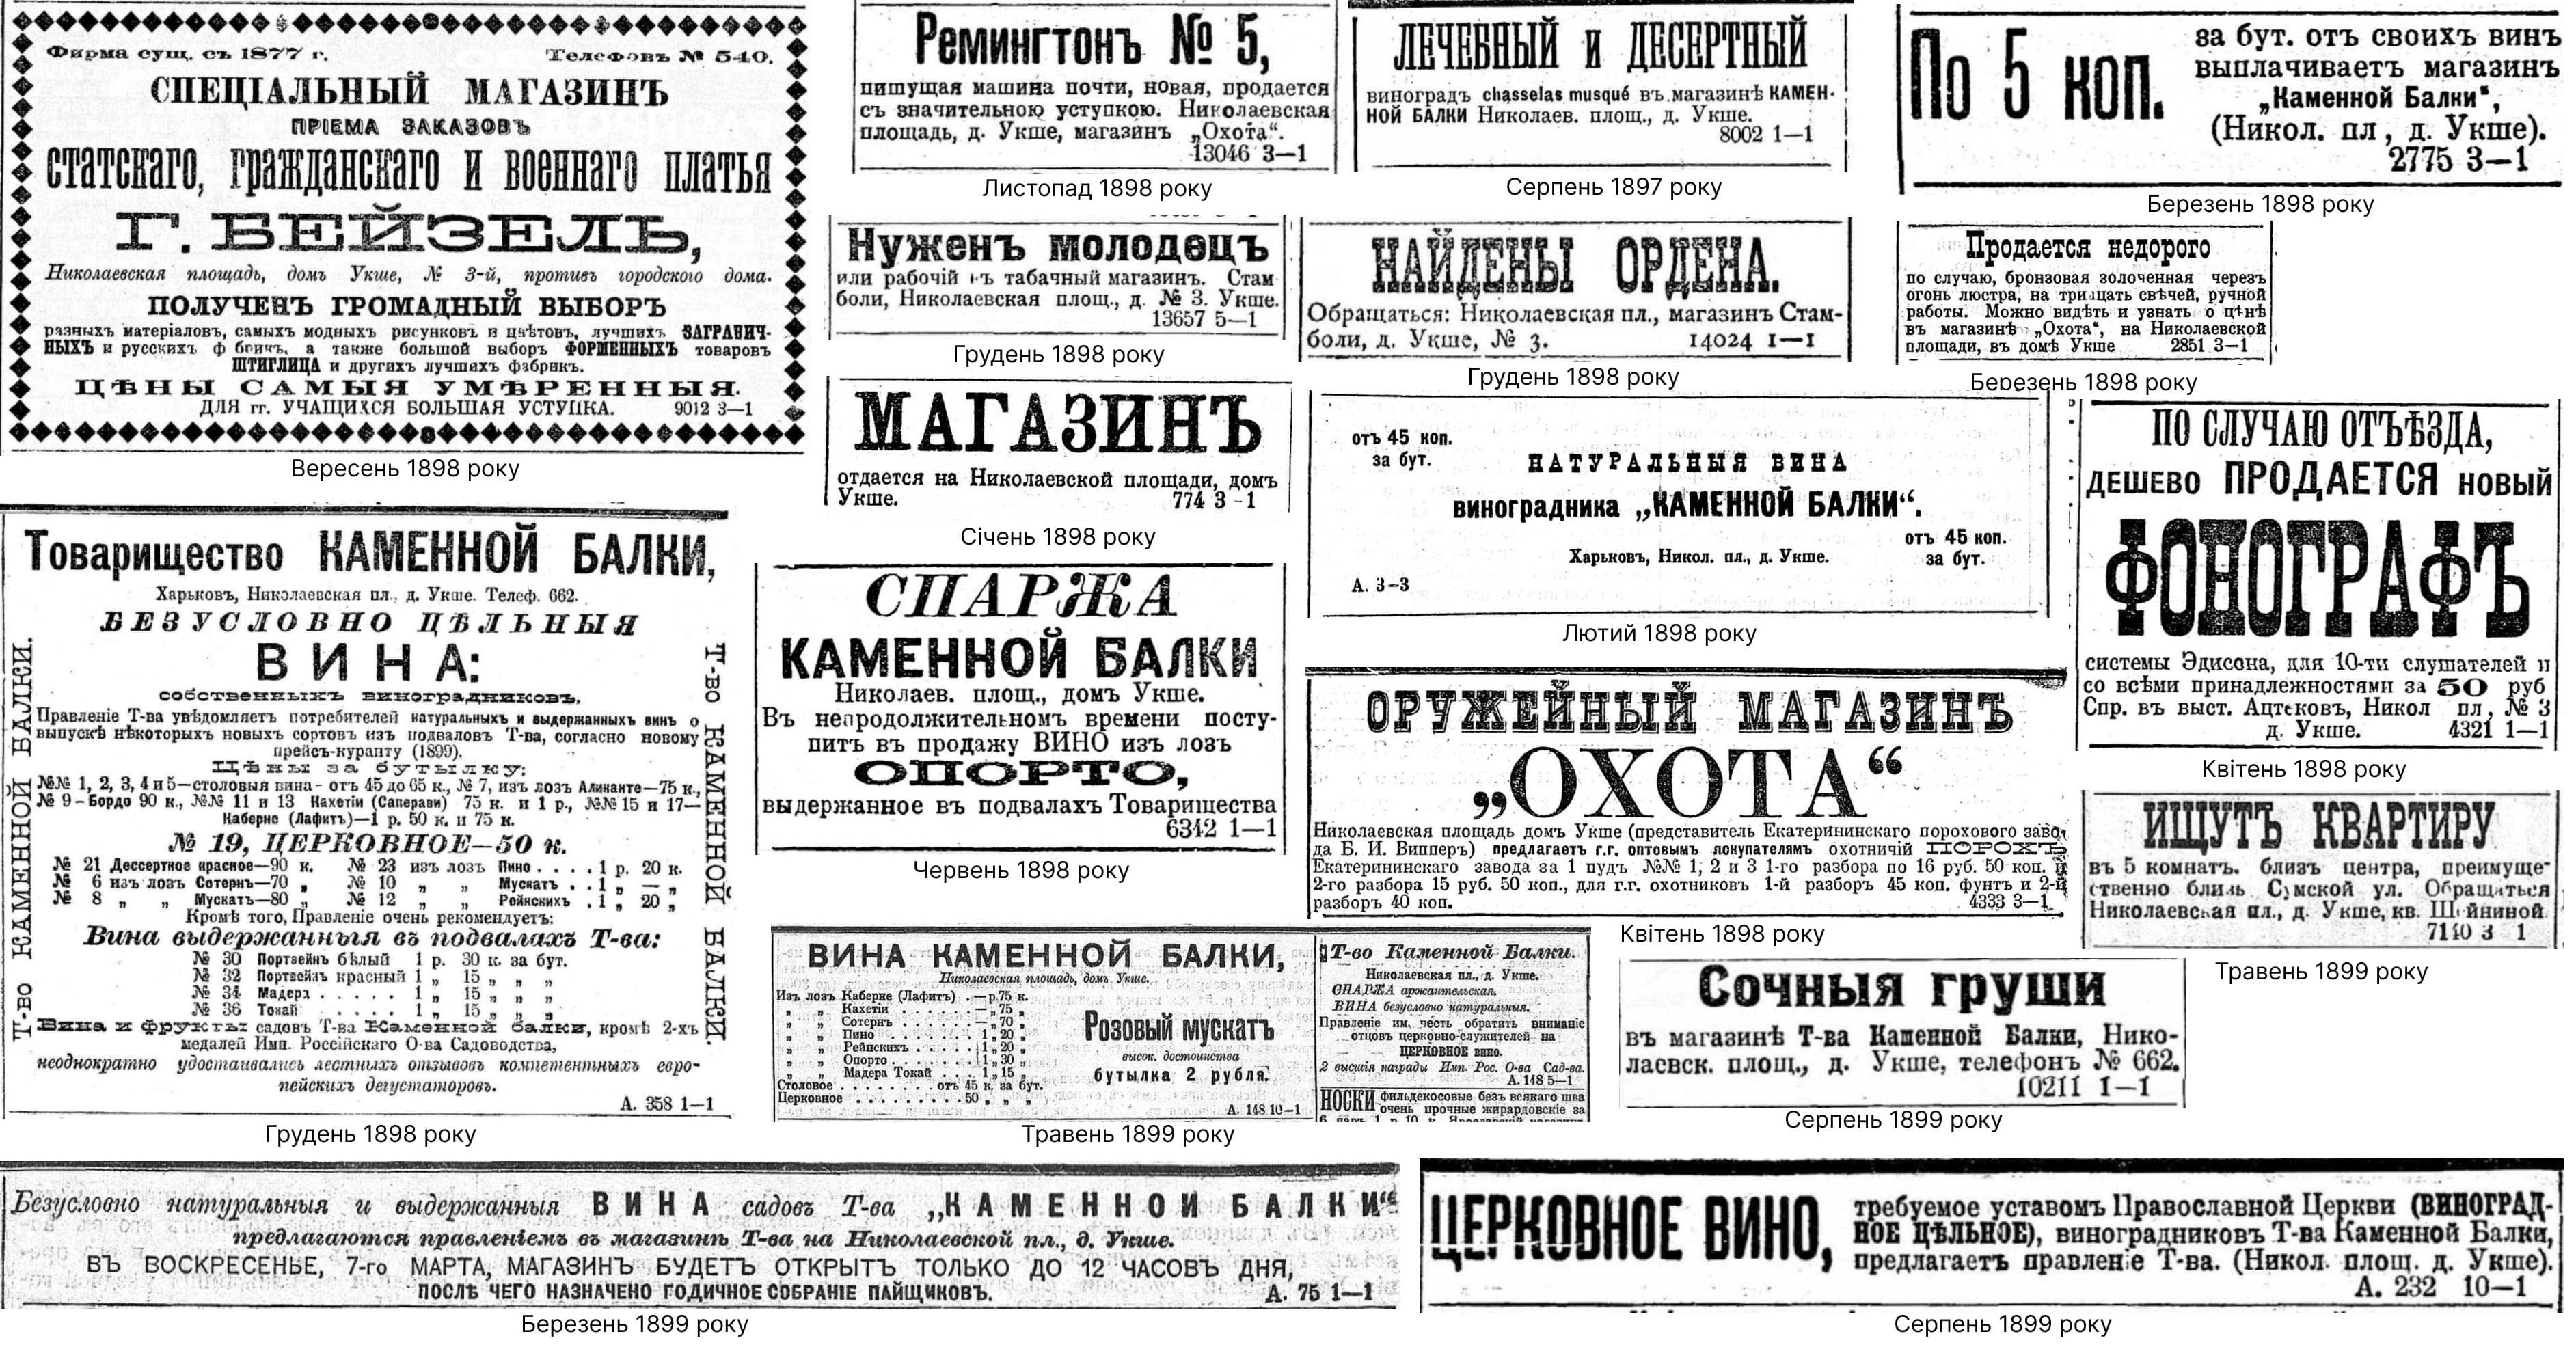 Фирма сущ. съ 1877 г. Телефонъ № 540.
СПЕЦІАЛЬНЫЙ МАГАЗИНЪ
ПРІЕМА ЗАКАЗОВЪ
статскаго, гражданскаго и военнаго платья
Г. БЕЙЗЕЛЬ,
Николаевская площадь, домъ Укше, № 3-й, противъ городского дома.
ПОЛУЧЕНЪ ГРОМАДНЫЙ ВЫБОРЪ
разныхъ матеріаловъ, самыхъ модныхъ рисунковъ и цвѣтовъ, лучшихъ ЗАГРАНИЧ-
НЫХЪ и русскихъ а также большой выборъ ФОРМЕННЫХЪ товаровъ
ШТИГЛИЦА и другихъ лучшихъ фабрикъ.
ЦѢНЫ САМЫЯ УМѢРЕННЫЯ.
ДЛЯ гг. УЧАЩИХСЯ БОЛЬШАЯ УСТУПКА. 9012 3—1
Вересень 1898 року
Ремингтонъ № 5,
пишущая машина почти, новая, продается
съ значительною уступкою. Николаевская
площадь, д. Укше, магазинъ „Охота“.
13046 3—1
Листопад 1898 року
ЛЕЧЕБНЫЙ И ДЕСЕРТНЫЙ
виноградъ chasselas musqué въ магазинѣ КАМЕН-
НОЙ БАЛКИ Николаев. площ., д. Укше.
8002 1—1
Серпень 1897 року
По 5 коп.
за бут. отъ своихъ винъ
выплачиваетъ магазинъ
„Каменной Балки“,
(Никол. пл, д. Укше).
2775 3—1
Березень 1898 року
Нуженъ молодецъ
или рабочій въ табачный магазинъ. Стам
боли, Николаевская площ., д. № 3. Укше.
13657 5—1
Грудень 1898 року
НАЙДЕНЫ ОРДЕНА.
Обращаться: Николаевская пл., магазинъ Стам-
боли, д. Укше, № 3. 14024 1—1
Грудень 1898 року
Продается недорого
по случаю, бронзовая золоченная черезъ
огонь люстра, на тридцать свѣчей, ручной
работы. Можно видѣть и узнать о цѣнѣ
въ магазинѣ „Охота“, на Николаевской
площади, въ домѣ Укше 2851 3—1
Березень 1898 року
МАГАЗИНЪ
отдается на Николаевской площади, домъ
Укше. 774 3-1
Січень 1898 року
отъ 45 коп.
за бут.
НАТУРАЛЬНЫЯ ВИНА
виноградника „КАМЕННОЙ БАЛКИ“.
отъ 45 коп.
за бут.
Харьковъ, Никол. пл., д. Укше.
А. 3-3
Лютий 1898 року
ПО СЛУЧАЮ ОТЪѢЗДА,
ДЕШЕВО ПРОДАЕТСЯ НОВЫЙ
ФОНОГРАФЪ
системы Эдисона, для 10-ти слушателей и
со всѣми принадлежностями за 50 руб
Спр. въ выст. Ацтековъ, Никол пл, № 3
д. Укше. 4321 1—1
Квітень 1898 року
Товарищество КАМЕННОЙ БАЛКИ,
Харьковъ, Николаевская пл., д. Укше. Телеф. 662.
БЕЗУСЛОВНО ЦѢЛЬНЫЯ
ВИНА:
собственныхъ виноградниковъ.
Правленіе Т-ва увѣдомляетъ потребителей натуральныхъ и выдержанныхъ винъ о
выпускѣ нѣкоторыхъ новыхъ сортовъ изъ подваловъ Т-ва, согласно новому
прейсъ-куранту (1899).
Цѣны за бутылку:
№№ 1, 2, 3, 4 и 5—столовыя вина- отъ 45 до 65 к., № 7, изъ лозъ Аликанте—75 к.,
№ 9-Бордо 90 к., №№ 11 и 13 Кахетіи (Саперави) 75 к. и 1 р., №№ 15 и 17—
Каберне (Лафитъ)—1 р. 50 к. и 75 к.
№ 19, ЦЕРКОВНОЕ—50 к.
№ 21 Дессертное красное—90 к. № 23 изъ лозъ Пино . . . . 1 р. 20 к.
№ 6 изъ лозъ Сотернъ—70 „ № 10 „ „ Мускатъ . . 1 „ — „
№ 8 „ „ Мускатъ—80 „ № 12 „ „ Рейнскихъ . 1 „ 20 „
Кромѣ того, Правленіе очень рекомендуетъ:
Вина выдержанныя въ подвалахъ Т-ва:
№ 30 Портвейнъ бѣлый 1 р. 30 к. за бут.
№ 32 Портвейнъ красный 1 „ 15 „ „ „
№ 34 Мадера . . . . . 1 „ 15 „ „ „
№ 36 Токай . . . . . 1 „ 15 „ „ „
Вина и фрукты садовъ Т-ва Каменной балки, кромѣ 2-хъ
медалей Имп. Россійскаго О-ва Садоводства,
неоднократно удостаивались лестныхъ отзывовъ компетентныхъ евро-
пейскихъ дегустаторовъ.
А. 358 1—1
Т-ВО КАМЕННОЙ БАЛКИ.
Т-ВО КАМЕННОЙ БАЛКИ.
Грудень 1898 року
СПАРЖА
КАМЕННОЙ БАЛКИ
Николаев. площ., домъ Укше.
Въ непродолжительномъ времени посту-
питъ въ продажу ВИНО изъ лозъ
ОПОРТО,
выдержанное въ подвалахъ Товарищества
6342 1—1
Червень 1898 року
ОРУЖЕЙНЫЙ МАГАЗИНЪ
„ОХОТА“
Николаевская площадь домъ Укше (представитель Екатерининскаго порохового заво-
да Б. И. Випперъ) предлагаетъ г.г. оптовымъ покупателямъ охотничій ПОРОХЪ
Екатерининскаго завода за 1 пудъ №№ 1, 2 и 3 1-го разбора по 16 руб. 50 коп. и
2-го разбора 15 руб. 50 коп., для г.г. охотниковъ 1-й разборъ 45 коп. фунтъ и 2-й
разборъ 40 коп. 4333 3—1
Квітень 1898 року
ИЩУТЪ КВАРТИРУ
въ 5 комнатъ. близъ центра, преимуще-
ственно близь Сумской ул. Обращаться
Николаевская пл., д. Укше, кв. Шейниной
7140 3 1
Травень 1899 року
ВИНА КАМЕННОЙ БАЛКИ,
Николаевская площадь, домъ Укше.
Изъ лозъ Каберне (Лафитъ) . —р.75 к.
„ „ Кахетіи . . . . . . —„75 „
„ „ Сотернъ . . . . . —„70 „
„ „ Пино . . . . . . . 1„20 „
„ „ Рейнскихъ . . . . . 1„20 „
„ „ Опорто . . . . . . 1„30 „
„ „ Мадера Токай . . . 1„15 „
Столовое . . . . . . . . отъ 45 к. за бут.
Церковное . . . . . . . . . 50 „ „ „
Розовый мускатъ
высок. достоинства
бутылка 2 рубля.
А. 148 10—1
Т-во Каменной Балки.
Николаевская пл., д. Укше.
СПАРЖА аржантельская.
ВИНА безусловно натуральныя.
Правленіе им. честь обратить вниманіе
отцовъ церковно-служителей на
ЦЕРКОВНОЕ вино.
2 высшія награды Имп. Рос. О-ва Сад-ва.
А. 148 5—1
НОСКИ фильдекосовые безъ всякаго шва
очень прочные жирардовскіе за
Травень 1899 року
Сочныя груши
въ магазинѣ Т-ва Каменной Балки, Нико-
лаевск. площ., д. Укше, телефонъ № 662.
10211 1—1
Серпень 1899 року
Безусловно натуральныя и выдержанныя ВИНА садовъ Т-ва „КАМЕННОЙ БАЛКИ“
предлагаются правленіемъ въ магазинѣ Т-ва на Николаевской пл., д. Укше.
ВЪ ВОСКРЕСЕНЬЕ, 7-го МАРТА, МАГАЗИНЪ БУДЕТЪ ОТКРЫТЪ ТОЛЬКО ДО 12 ЧАСОВЪ ДНЯ,
ПОСЛѢ ЧЕГО НАЗНАЧЕНО ГОДИЧНОЕ СОБРАНІЕ ПАЙЩИКОВЪ. А. 75 1—1
Березень 1899 року
ЦЕРКОВНОЕ ВИНО,
требуемое уставомъ Православной Церкви (ВИНОГРАД-
НОЕ ЦѢЛЬНОЕ), виноградниковъ Т-ва Каменной Балки,
предлагаетъ правленіе Т-ва. (Никол. площ. д. Укше).
А. 232 10—1
Серпень 1899 року